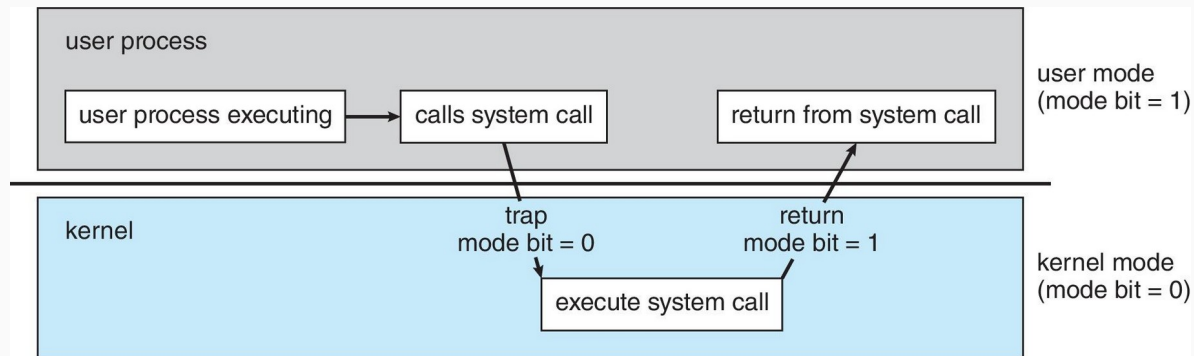 user process
user process executing
calls system call
return from system call
user mode
(mode bit = 1)
trap
mode bit = 0
return
mode bit = 1
kernel
execute system call
kernel mode
(mode bit = 0)